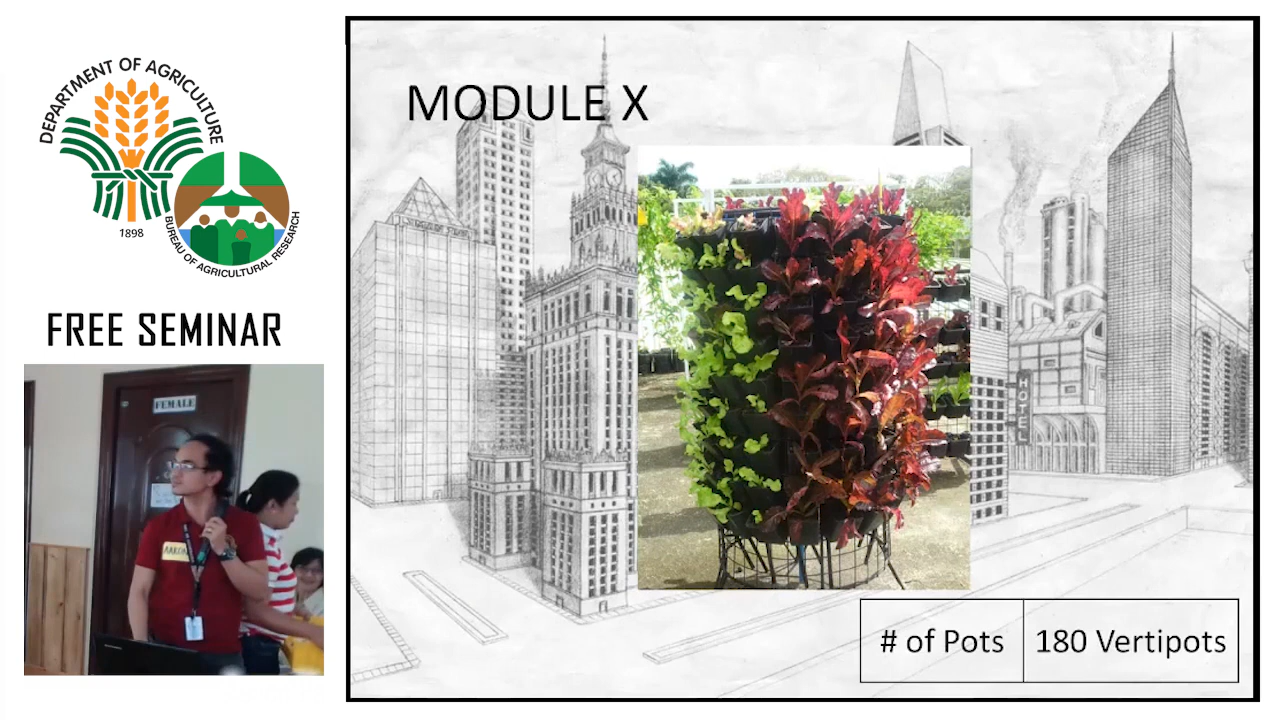 DEPARTMENT OF AGRICULTURE
1898
BUREAU OF AGRICULTURAL RESEARCH
FREE SEMINAR
FEMALE
MODULE X
HOTEL
# of Pots
180 Vertipots